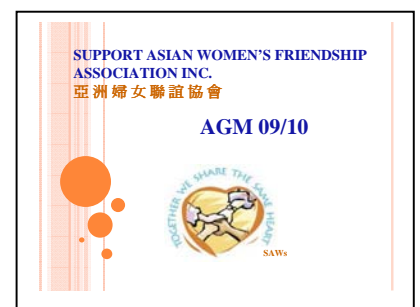 SUPPORT ASIAN WOMEN'S FRIENDSHIP
ASSOCIATION INC.
亞洲婦女聯誼協會
AGM 09/10
TOGETHER WE SHARE THE SAME HEART
SAWs